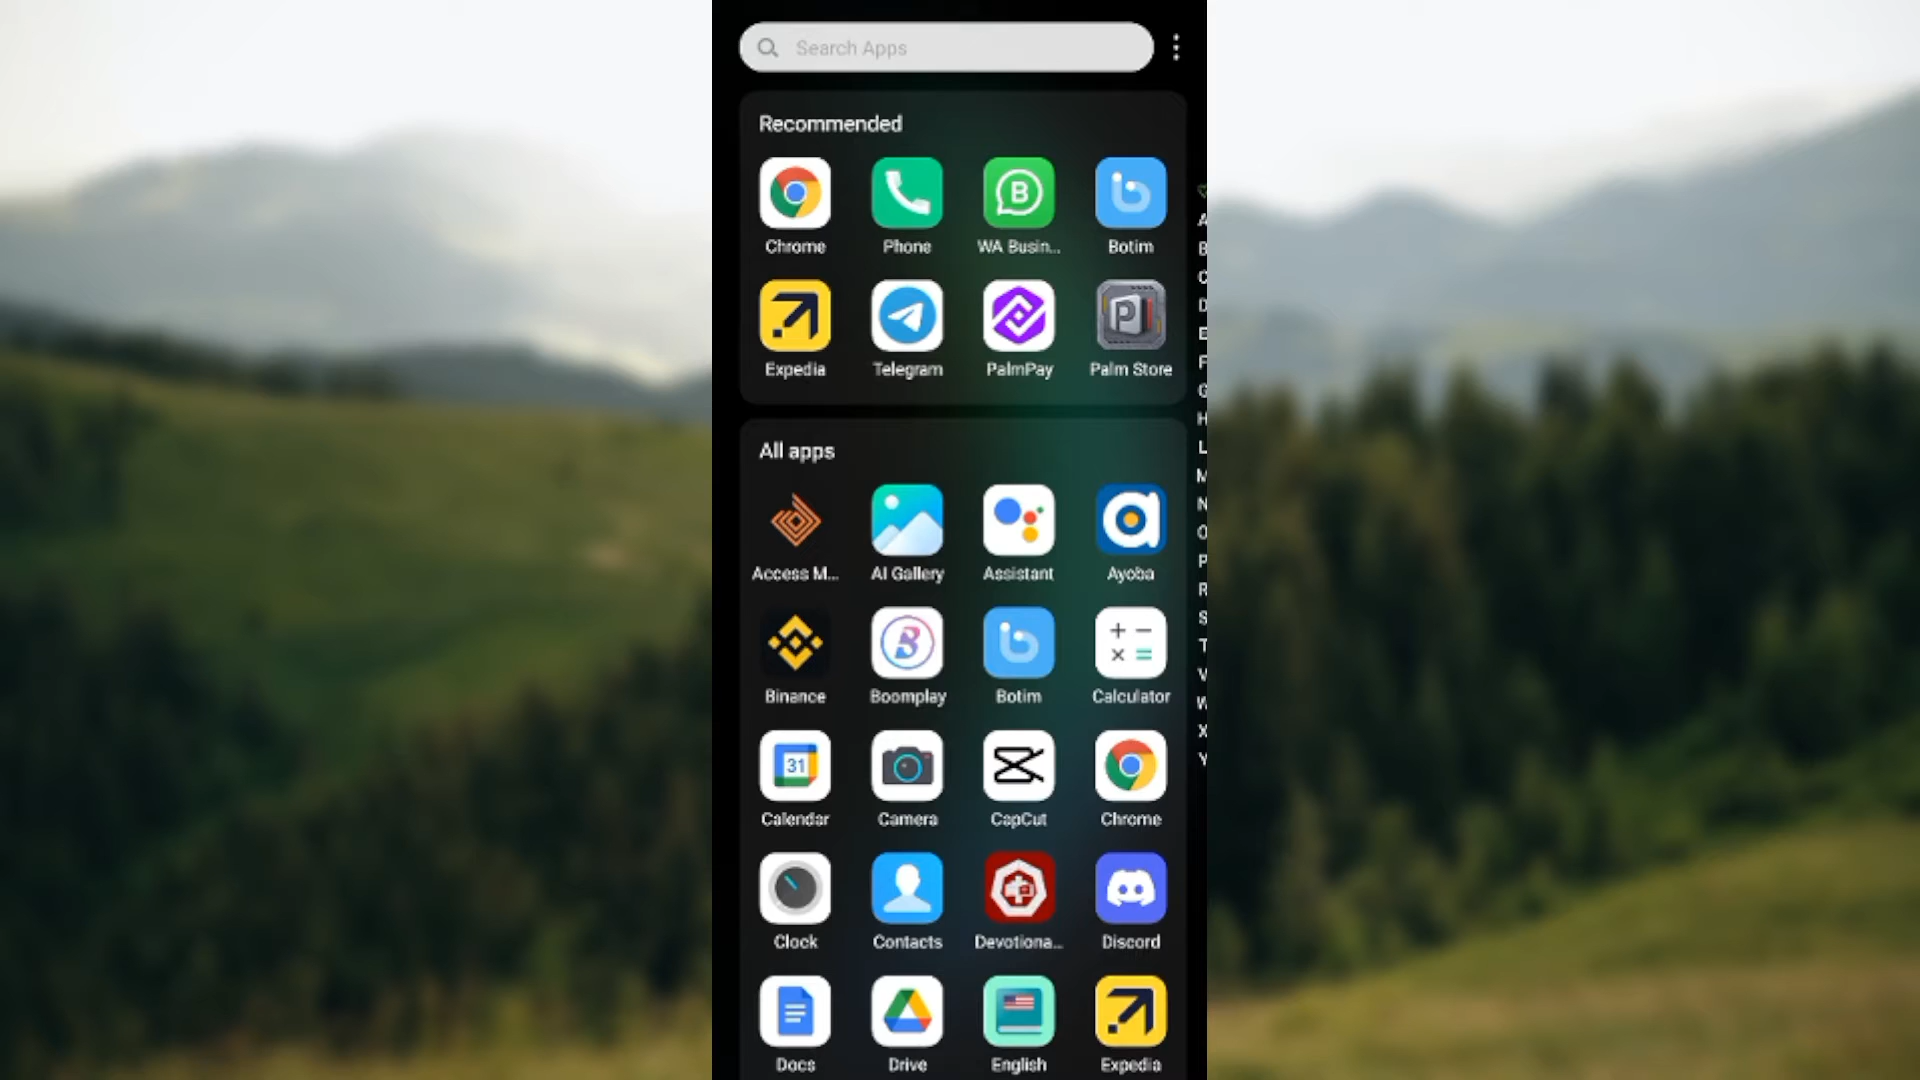 Search Apps
Recommended
Chrome Phone WA Busin... Botim
Expedia Telegram PalmPay Palm Store
All apps
Access M... AI Gallery Assistant Ayoba
Binance Boomplay Botim Calculator
31
Calendar Camera CapCut Chrome
Clock Contacts Devotiona... Discord
Docs Drive English Expedia
A
B
C
D
E
F
G
H
L
M
N
O
P
R
S
T
V
W
X
Y